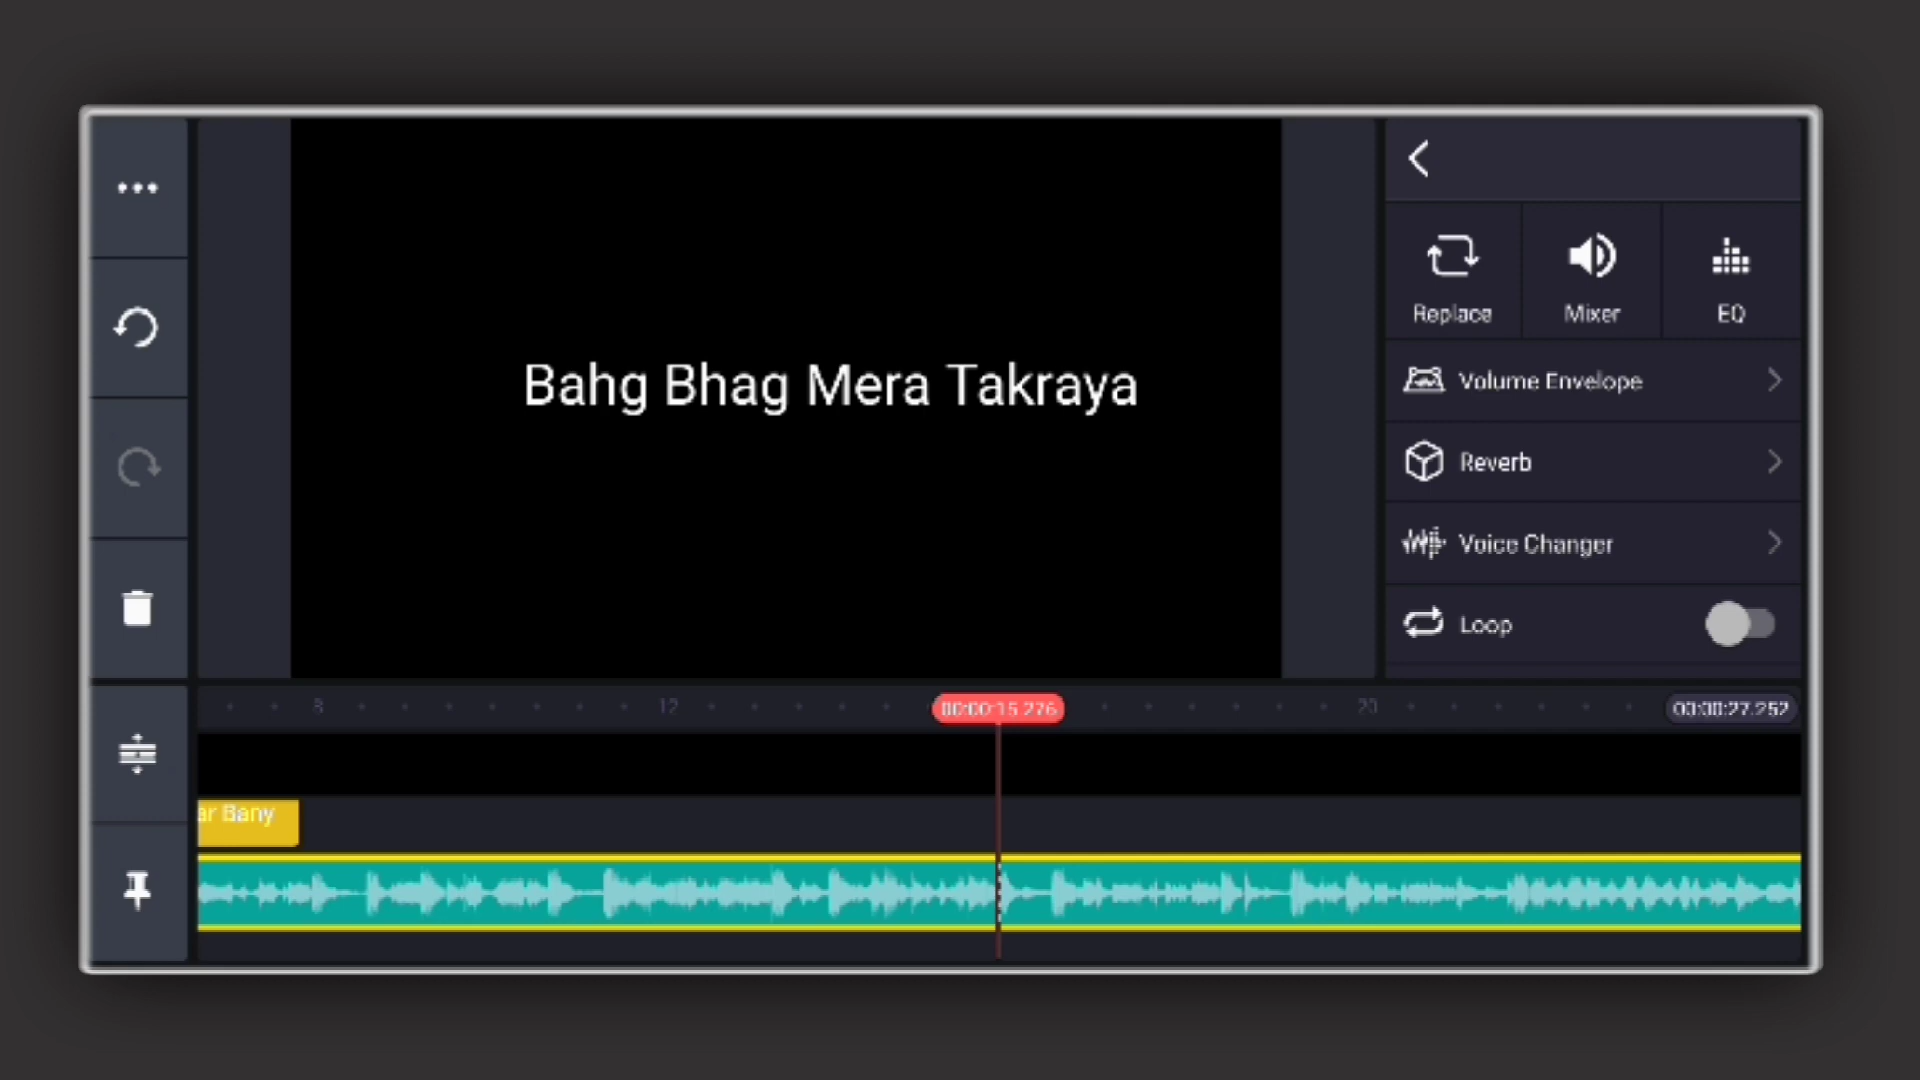 Bahg Bhag Mera Takraya
Replace
Mixer
EQ
Volume Envelope
Reverb
Voice Changer
Loop
8
12
00:00:15.276
20
00:00:27.252
ar Bany